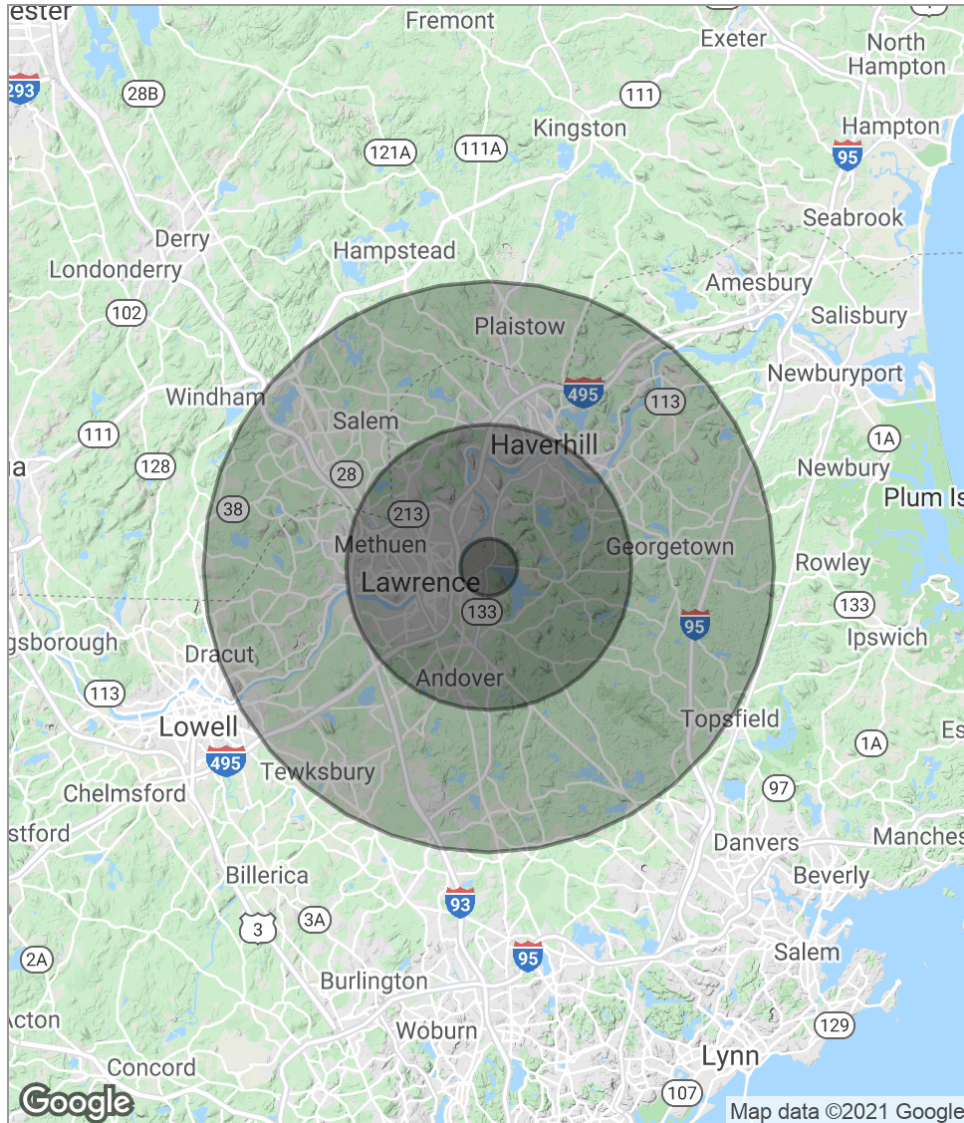 ester
Fremont
Exeter
North
Hampton
293
28B
111
Kingston
Hampton
121A
111A
95
Seabrook
Derry
Hampstead
Londonderry
Amesbury
102
Salisbury
Plaistow
Windham
495
113
Newburyport
Salem
111
Haverhill
1A
128
28
Newbury
a
38
213
Plum Is
Methuen
Georgetown
Rowley
Lawrence
133
133
95
Ipswich
gsborough
Dracut
Andover
113
Lowell
Topsfield
1A
Es
495
Tewksbury
Chelmsford
97
stford
Danvers
Manches
Billerica
Beverly
93
3A
3
2A
95
Salem
Burlington
Acton
Woburn
129
Lynn
Concord
107
Google
Map data ©2021 Google